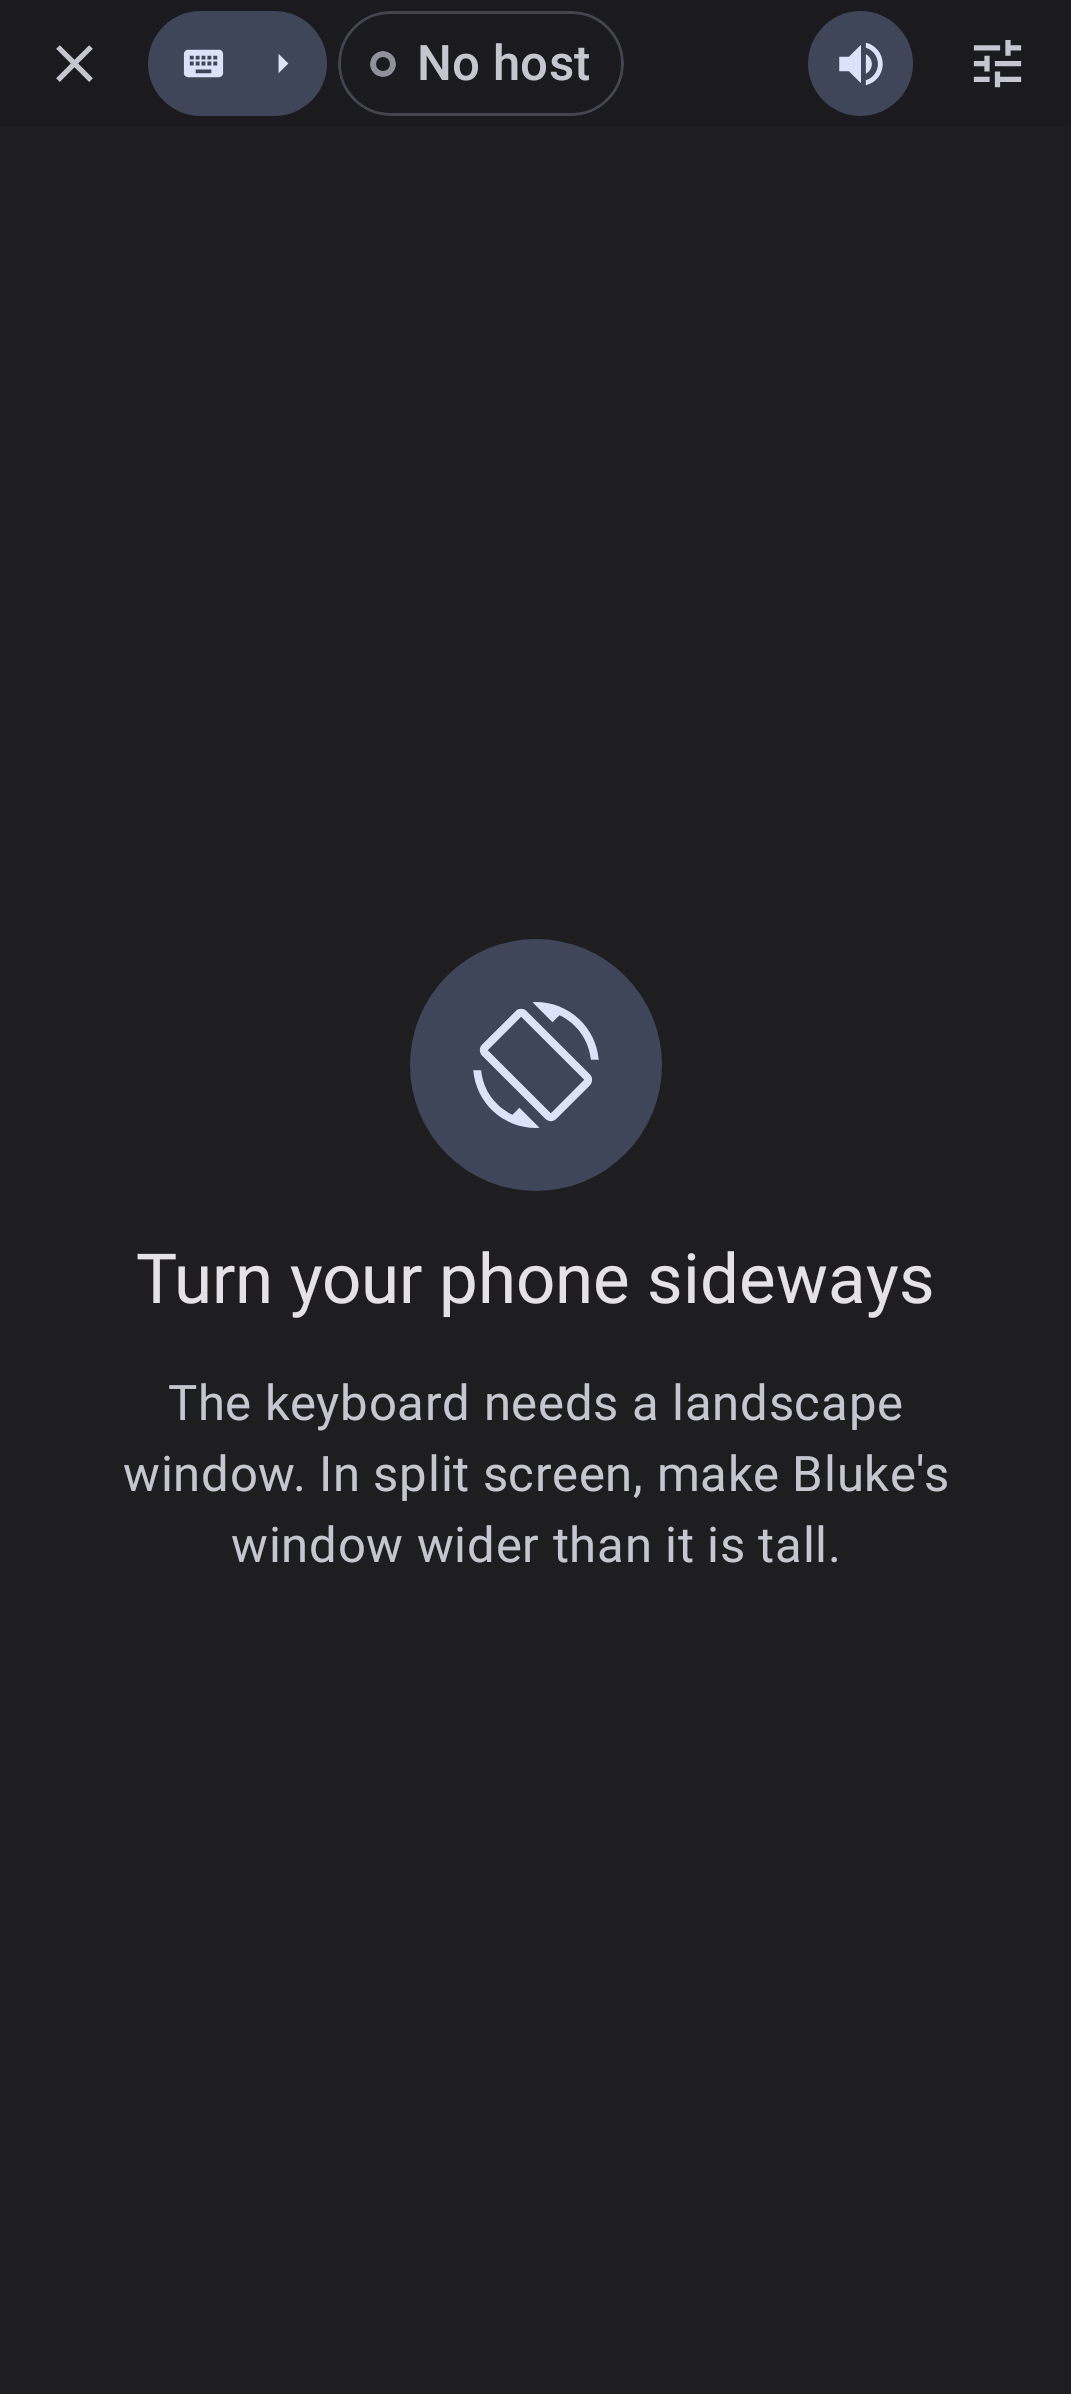 No host
Turn your phone sideways
The keyboard needs a landscape
window. In split screen, make Bluke's
window wider than it is tall.